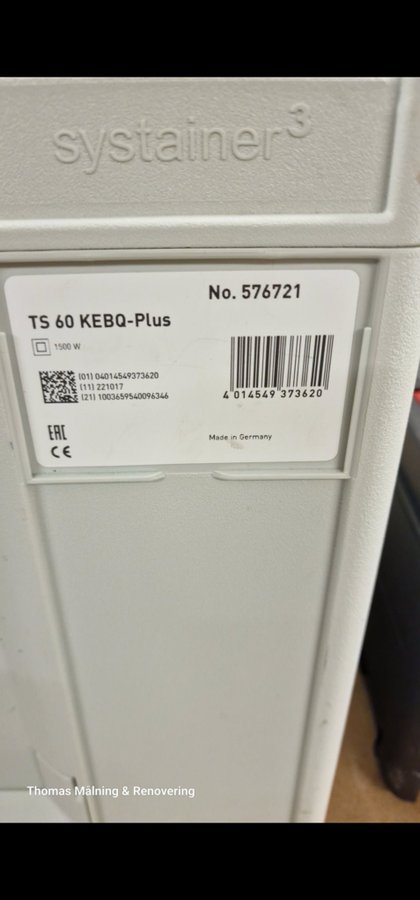 systainer³
No. 576721
TS 60 KEBQ-Plus
1500 W
(01) 04014549373620
(11) 221017
(21) 1003659540096346
4 014549 373620
EAC
CE
Made in Germany
Thomas Målning & Renovering